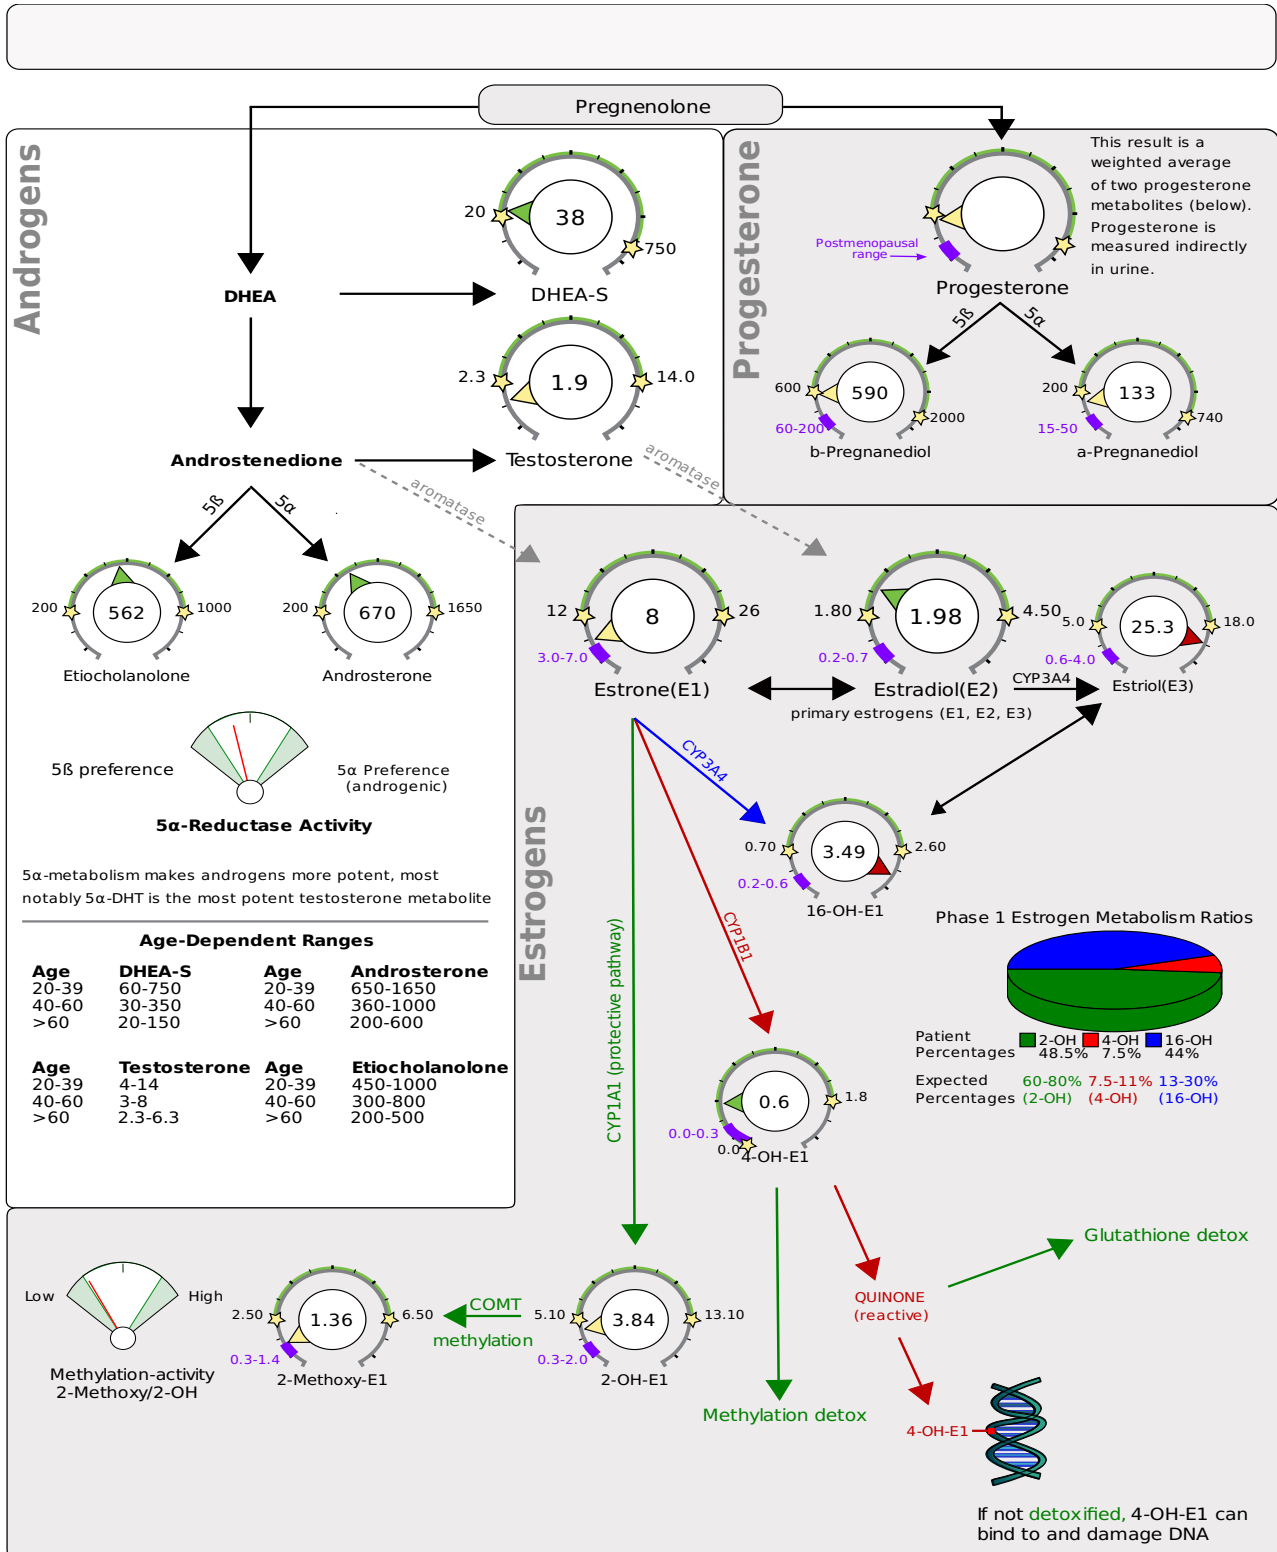 Pregnenolone
Androgens
20
38
750
DHEA-S
DHEA
2.3
1.9
14.0
Testosterone
Androstenedione
aromatase
aromatase
5ß
5α
200
562
1000
Etiocholanolone
200
670
1650
Androsterone
5ß preference
5α Preference
(androgenic)
5α-Reductase Activity
5α-metabolism makes androgens more potent, most
notably 5α-DHT is the most potent testosterone metabolite
Age-Dependent Ranges
Age DHEA-S Age Androsterone
20-39 60-750 20-39 650-1650
40-60 30-350 40-60 360-1000
>60 20-150 >60 200-600
Age Testosterone Age Etiocholanolone
20-39 4-14 20-39 450-1000
40-60 3-8 40-60 300-800
>60 2.3-6.3 >60 200-500
Progesterone
This result is a
weighted average
of two progesterone
metabolites (below).
Progesterone is
measured indirectly
in urine.
Postmenopausal
range
Progesterone
5ß
5α
600
590
2000
60-200
b-Pregnanediol
200
133
740
15-50
a-Pregnanediol
Estrogens
12
8
26
3.0-7.0
Estrone(E1)
1.80
1.98
4.50
0.2-0.7
Estradiol(E2)
CYP3A4
5.0
25.3
18.0
0.6-4.0
Estriol(E3)
primary estrogens (E1, E2, E3)
CYP3A4
0.70
3.49
2.60
0.2-0.6
16-OH-E1
CYP1B1
CYP1A1 (protective pathway)
Phase 1 Estrogen Metabolism Ratios
Patient 2-OH 4-OH 16-OH
Percentages 48.5% 7.5% 44%
Expected 60-80% 7.5-11% 13-30%
Percentages (2-OH) (4-OH) (16-OH)
0.6
1.8
0.0-0.3
0.0
4-OH-E1
Low
High
Methylation-activity
2-Methoxy/2-OH
2.50
1.36
6.50
0.3-1.4
2-Methoxy-E1
COMT
methylation
5.10
3.84
13.10
0.3-2.0
2-OH-E1
Methylation detox
QUINONE
(reactive)
Glutathione detox
4-OH-E1
If not detoxified, 4-OH-E1 can
bind to and damage DNA